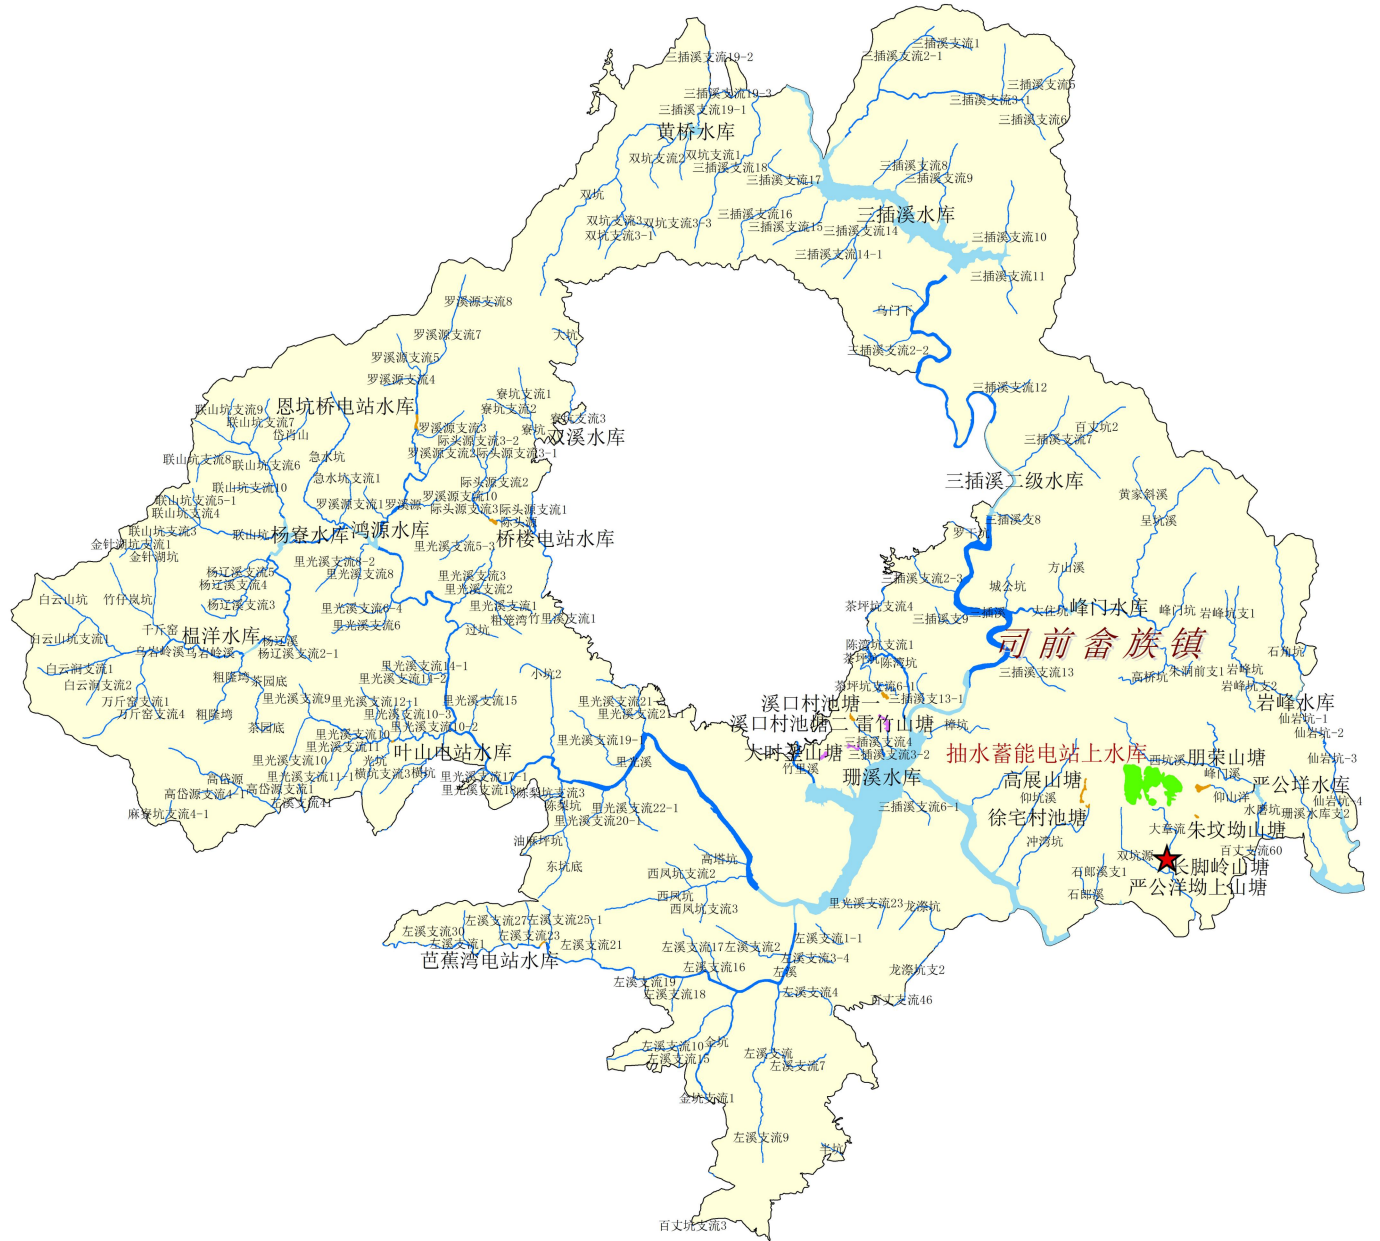 三插溪支流1
三插溪支流2-1
三插溪支流19-2
三插溪支流5
三插溪支流19-3
三插溪支流3-1
三插溪支流19-1
三插溪支流6
黄桥水库
双坑支流2
双坑支流1
三插溪支流18
三插溪支流8
三插溪支流17
三插溪支流9
双坑
三插溪支流16
三插溪水库
双坑支流3
双坑支流3-3
三插溪支流15
三插溪支流14
双坑支流3-1
三插溪支流10
三插溪支流14-1
三插溪支流11
罗溪源支流8
乌门下
罗溪源支流7
大坑
三插溪支流2-2
罗溪源支流5
罗溪源支流4
三插溪支流12
寮坑支流1
恩坑桥电站水库
联山坑支流9
寮坑支流2
联山坑支流7
寮坑支流3
罗溪源支流3
寮坑
百丈坑2
岱肖山
双溪水库
际头源支流3-2
三插溪支流7
罗溪源支流2
际头源支流3-1
急水坑
联山坑支流8
联山坑支流6
急水坑支流1
三插溪二级水库
际头源支流2
联山坑支流10
罗溪源支流10
黄家斜溪
联山坑支流5-1
罗溪源支流1
罗溪源
际头源支流3
际头源支流1
联山坑支流4
三插溪支8
呈坑溪
际头源
联山坑支流3
联山坑
杨寮水库
鸿源水库
桥楼电站水库
罗干坑
金针湖坑支流1
里光溪支流5-3
金针湖坑
里光溪支流8-2
方山溪
杨辽溪支流5
里光溪支流8
里光溪支流3
三插溪支流2-3
杨辽溪支流4
里光溪支流2
城公坑
白云山坑
竹仔岚坑
杨辽溪支流3
里光溪支流6-4
里光溪支流1
茶坪坑支流4
三插溪
大住坑
峰门水库
峰门坑
岩峰坑支1
粗笼湾
竹里溪支流1
三插溪支9
千斤窑
里光溪支流6
过坑
白云山坑支流1
榅洋水库
杨辽溪
司前畲族镇
陈湾坑支流1
乌岩岭溪
乌岩岭溪
杨辽溪支流2-1
石角坑
茶坪坑
陈湾坑
白云涧支流1
里光溪支流14-1
三插溪支流13
高桥坑
朱涧前支1
岩峰坑
粗隆坞
茶园底
里光溪支流14-2
小坑2
白云涧支流2
茶坪坑支流6-1
岩峰坑支2
万斤窑支流1
里光溪支流9
里光溪支流12-1
里光溪支流15
里光溪支流21-2
三插溪支流13-1
岩峰水库
溪口村池塘一
万斤窑支流4
粗隆坞
里光溪支流10-3
里光溪支流21-1
仙岩坑-1
溪口村池塘二
雷竹山塘
樟坑
茶园底
里光溪支流10-2
里光溪支流10
仙岩坑-2
里光溪支流19-1
三插溪支流4
里光溪支流11
叶山电站水库
大时垄山塘
三插溪支流3-2
抽水蓄能电站上水库
西坑溪
朋荣山塘
仙岩坑-3
里光溪支流10
光坑
里光溪
竹里溪
峰门溪
高岱源
里光溪支流11-1
横坑支流3
横坑
里光溪支流17-1
珊溪水库
高展山塘
严公垟水库
高岱源支流4-1
高岱源支流1
里光溪支流18
陈梨坑支流3
仰坑溪
仰山洋
仙岩坑-4
左溪支流41
陈梨坑
里光溪支流22-1
三插溪支流6-1
水磨坑
珊溪水库支2
麻寮坑支流4-1
里光溪支流20-1
徐宅村池塘
大章流
朱坟坳山塘
油麻坪坑
冲湾坑
高塔坑
双坑源
百丈支流60
东坑底
西凤坑支流2
石郎溪支1
长脚岭山塘
西凤坑
石郎溪
严公洋坳上山塘
西凤坑支流3
里光溪支流23
龙漈坑
左溪支流27
左溪支流25-1
左溪支流30
左溪支流23
左溪支流1
左溪支流21
左溪支流17
左溪支流2
左溪支流1-1
芭蕉湾电站水库
左溪支流3-4
左溪支流16
左溪
龙漈坑支2
左溪支流19
左溪支流18
左溪支流4
百丈支流46
左溪支流10
金坑
左溪支流15
左溪支流
左溪支流7
金坑支流1
左溪支流9
半坑
百丈坑支流3